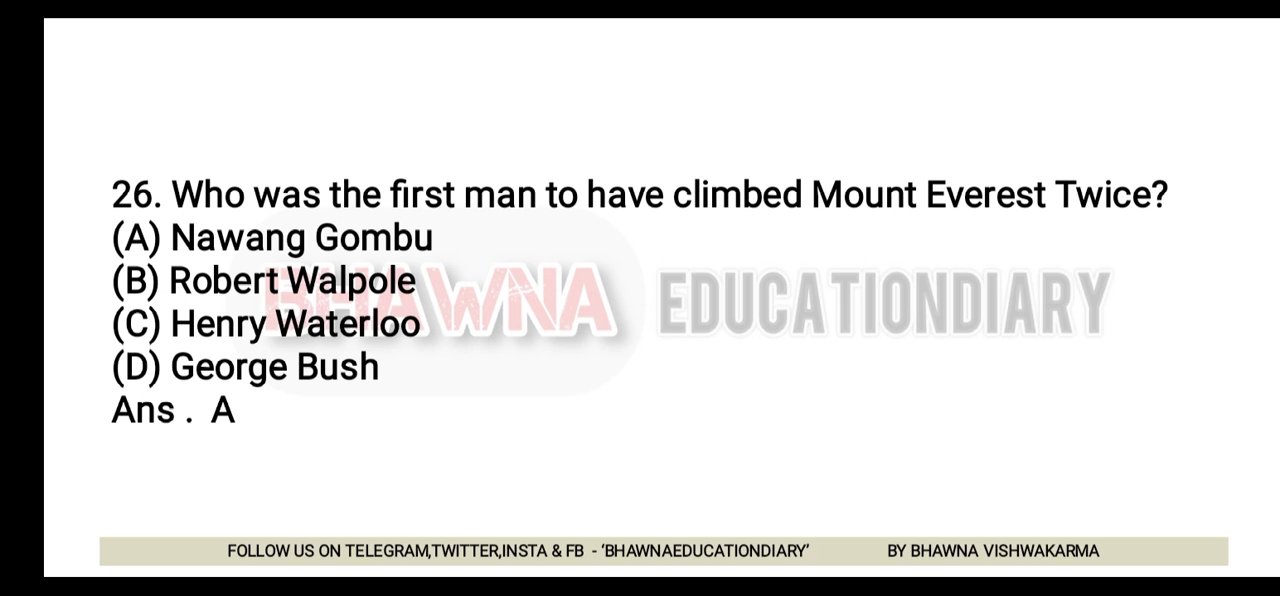 26. Who was the first man to have climbed Mount Everest Twice?
(A) Nawang Gombu
(B) Robert Walpole
(C) Henry Waterloo
(D) George Bush
Ans . A
BHAWNA EDUCATIONDIARY
FOLLOW US ON TELEGRAM,TWITTER,INSTA & FB - ‘BHAWNAEDUCATIONDIARY’ BY BHAWNA VISHWAKARMA